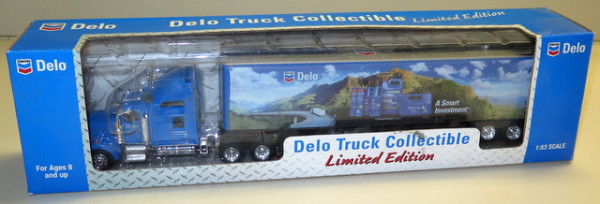 Delo Truck Collectible Limited Edition
Delo
Delo
Delo
A Smart
Investment
For Ages 8
and up
Delo Truck Collectible
Limited Edition
1:53 SCALE